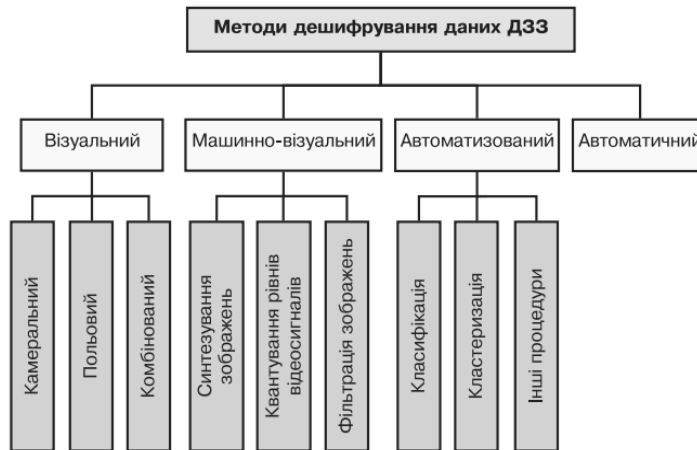 Методи дешифрування даних ДЗЗ
Візуальний
Машинно-візуальний
Автоматизований
Автоматичний
Камеральний
Польовий
Комбінований
Синтезування
зображень
Квантування рівнів
відеосигналів
Фільтрація зображень
Класифікація
Кластеризація
Інші процедури